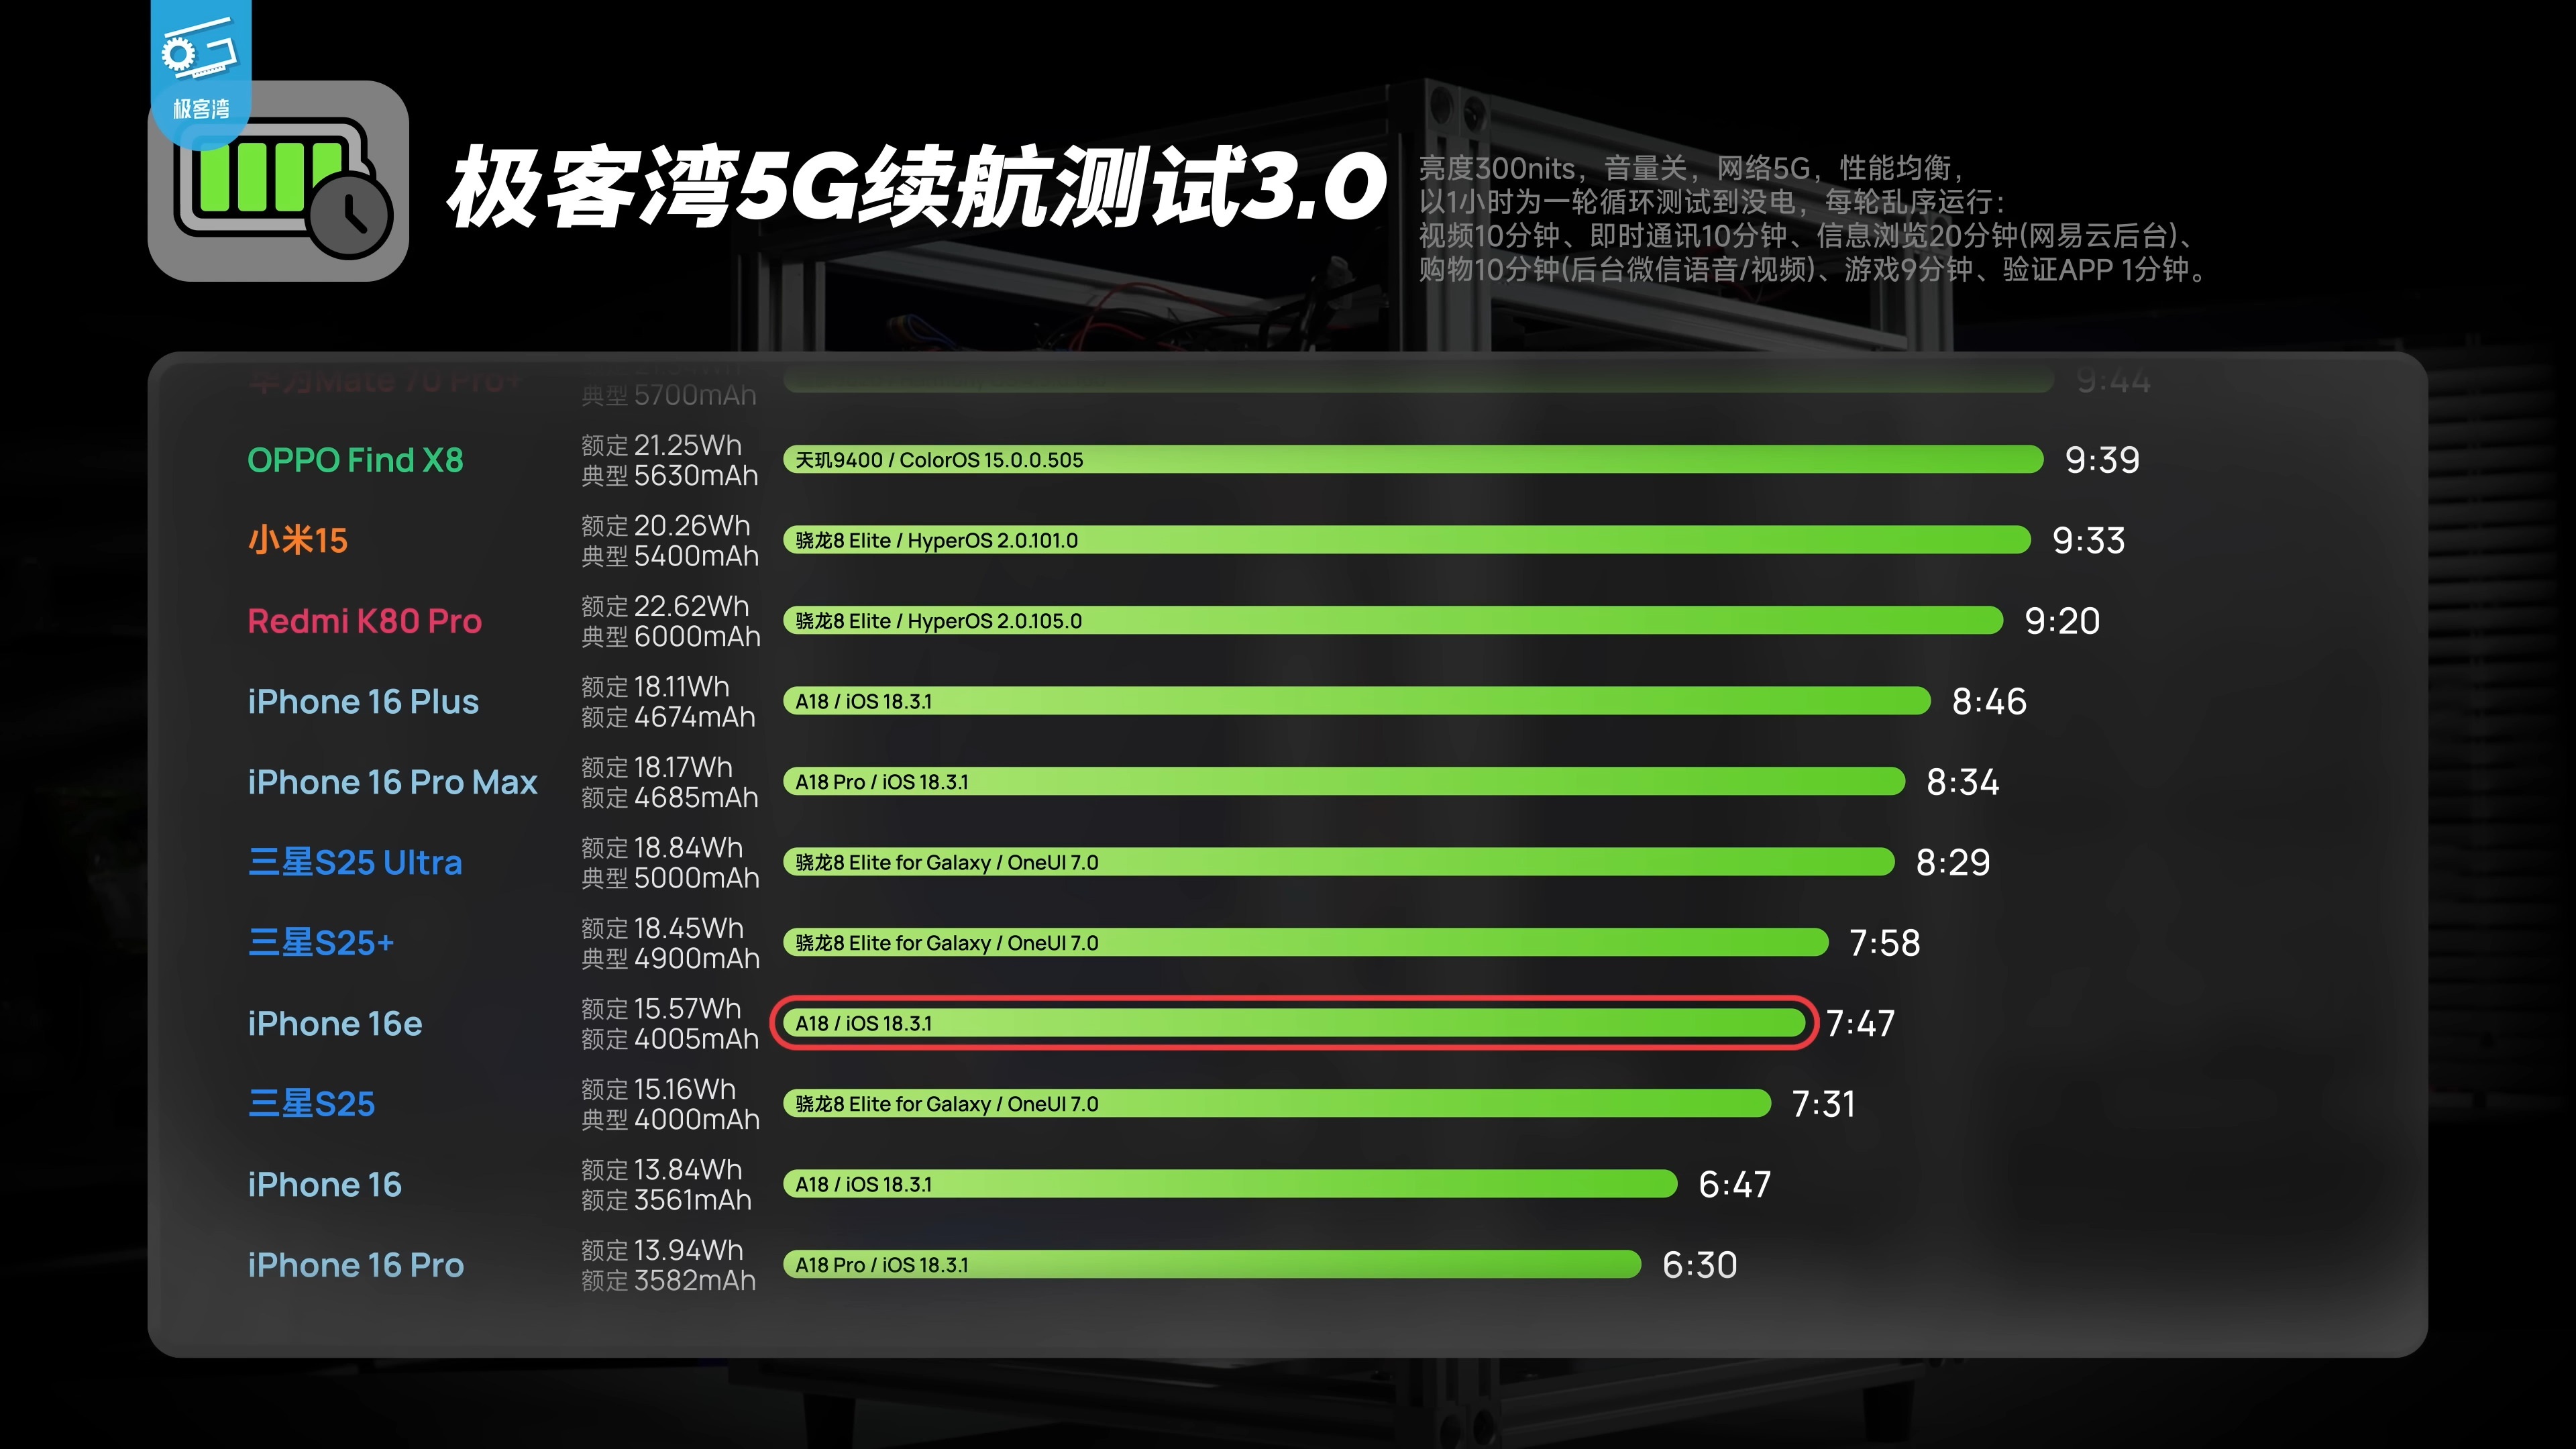 极客湾
极客湾5G续航测试3.0
亮度300nits，音量关，网络5G，性能均衡，
以1小时为一轮循环测试到没电，每轮乱序运行：
视频10分钟、即时通讯10分钟、信息浏览20分钟(网易云后台)、
购物10分钟(后台微信语音/视频)、游戏9分钟、验证APP 1分钟。
华为Mate 70 Pro+
典型 5700mAh
9:44
OPPO Find X8
额定 21.25Wh
典型 5630mAh
天玑9400 / ColorOS 15.0.0.505
9:39
小米15
额定 20.26Wh
典型 5400mAh
骁龙8 Elite / HyperOS 2.0.101.0
9:33
Redmi K80 Pro
额定 22.62Wh
典型 6000mAh
骁龙8 Elite / HyperOS 2.0.105.0
9:20
iPhone 16 Plus
额定 18.11Wh
额定 4674mAh
A18 / iOS 18.3.1
8:46
iPhone 16 Pro Max
额定 18.17Wh
额定 4685mAh
A18 Pro / iOS 18.3.1
8:34
三星S25 Ultra
额定 18.84Wh
典型 5000mAh
骁龙8 Elite for Galaxy / OneUI 7.0
8:29
三星S25+
额定 18.45Wh
典型 4900mAh
骁龙8 Elite for Galaxy / OneUI 7.0
7:58
iPhone 16e
额定 15.57Wh
额定 4005mAh
A18 / iOS 18.3.1
7:47
三星S25
额定 15.16Wh
典型 4000mAh
骁龙8 Elite for Galaxy / OneUI 7.0
7:31
iPhone 16
额定 13.84Wh
额定 3561mAh
A18 / iOS 18.3.1
6:47
iPhone 16 Pro
额定 13.94Wh
额定 3582mAh
A18 Pro / iOS 18.3.1
6:30